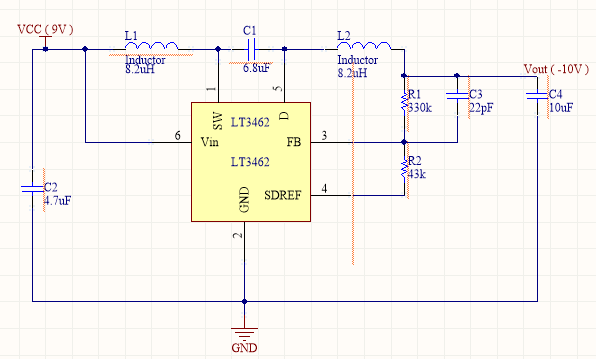 VCC ( 9V )
L1
Inductor
8.2uH
C1
6.8uF
L2
Inductor
8.2uH
Vout ( -10V )
1
5
SW
D
LT3462
R1
330k
C3
22pF
C4
10uF
6
Vin
FB
3
LT3462
R2
43k
C2
4.7uF
GND
SDREF
4
2
GND